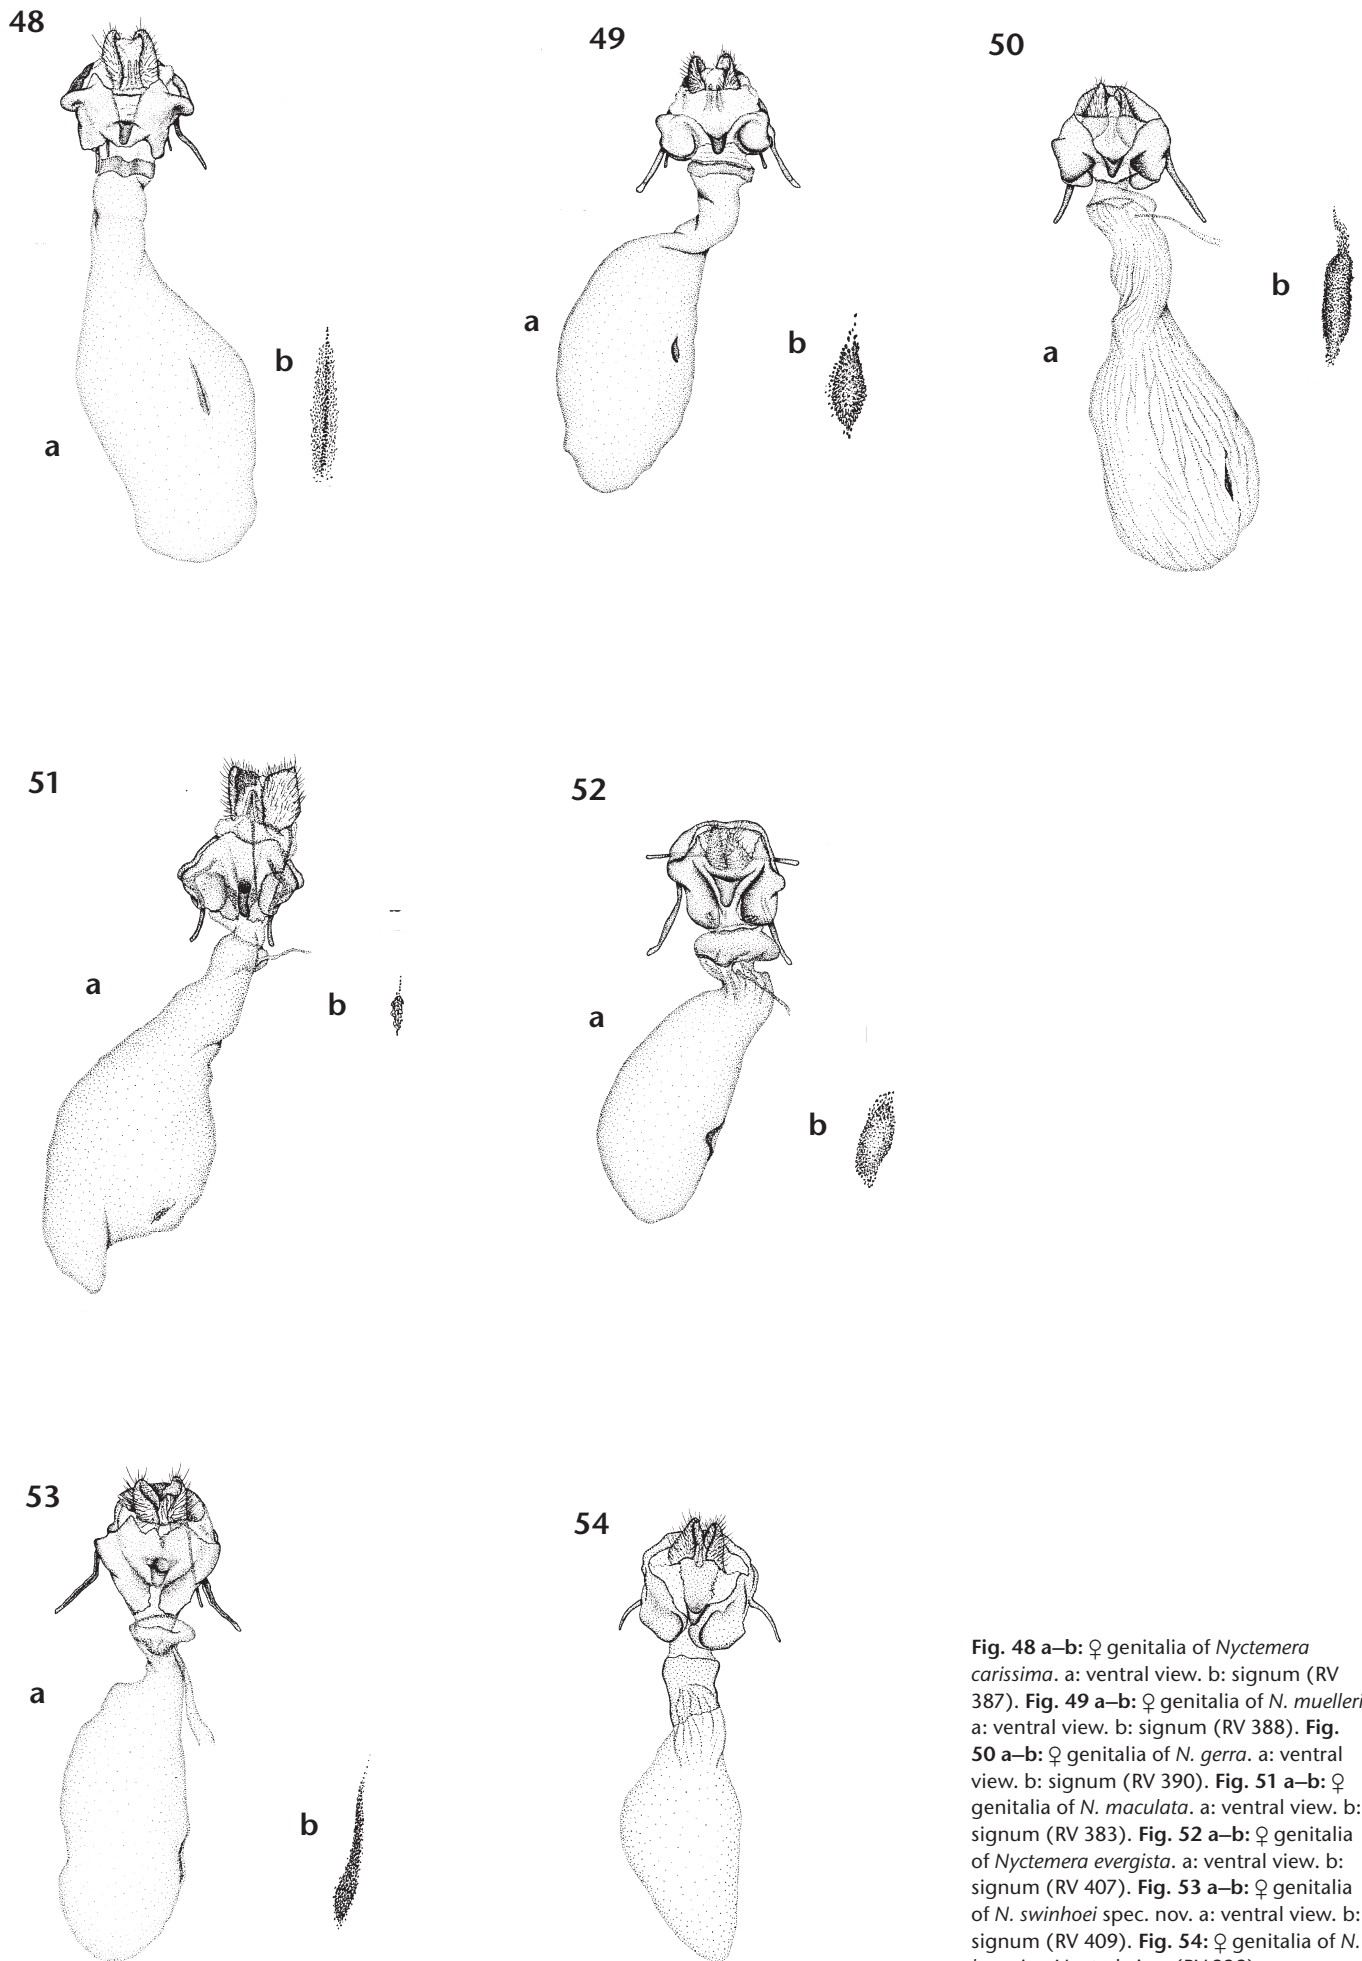 48
49
50
a
b
a
b
a
b
51
52
a
b
a
b
53
54
a
b
Fig. 48 a–b: ♀ genitalia of Nyctemera
carissima. a: ventral view. b: signum (RV
387). Fig. 49 a–b: ♀ genitalia of N. muelleri
a: ventral view. b: signum (RV 388). Fig.
50 a–b: ♀ genitalia of N. gerra. a: ventral
view. b: signum (RV 390). Fig. 51 a–b: ♀
genitalia of N. maculata. a: ventral view. b:
signum (RV 383). Fig. 52 a–b: ♀ genitalia
of Nyctemera evergista. a: ventral view. b:
signum (RV 407). Fig. 53 a–b: ♀ genitalia
of N. swinhoei spec. nov. a: ventral view. b:
signum (RV 409). Fig. 54: ♀ genitalia of N.